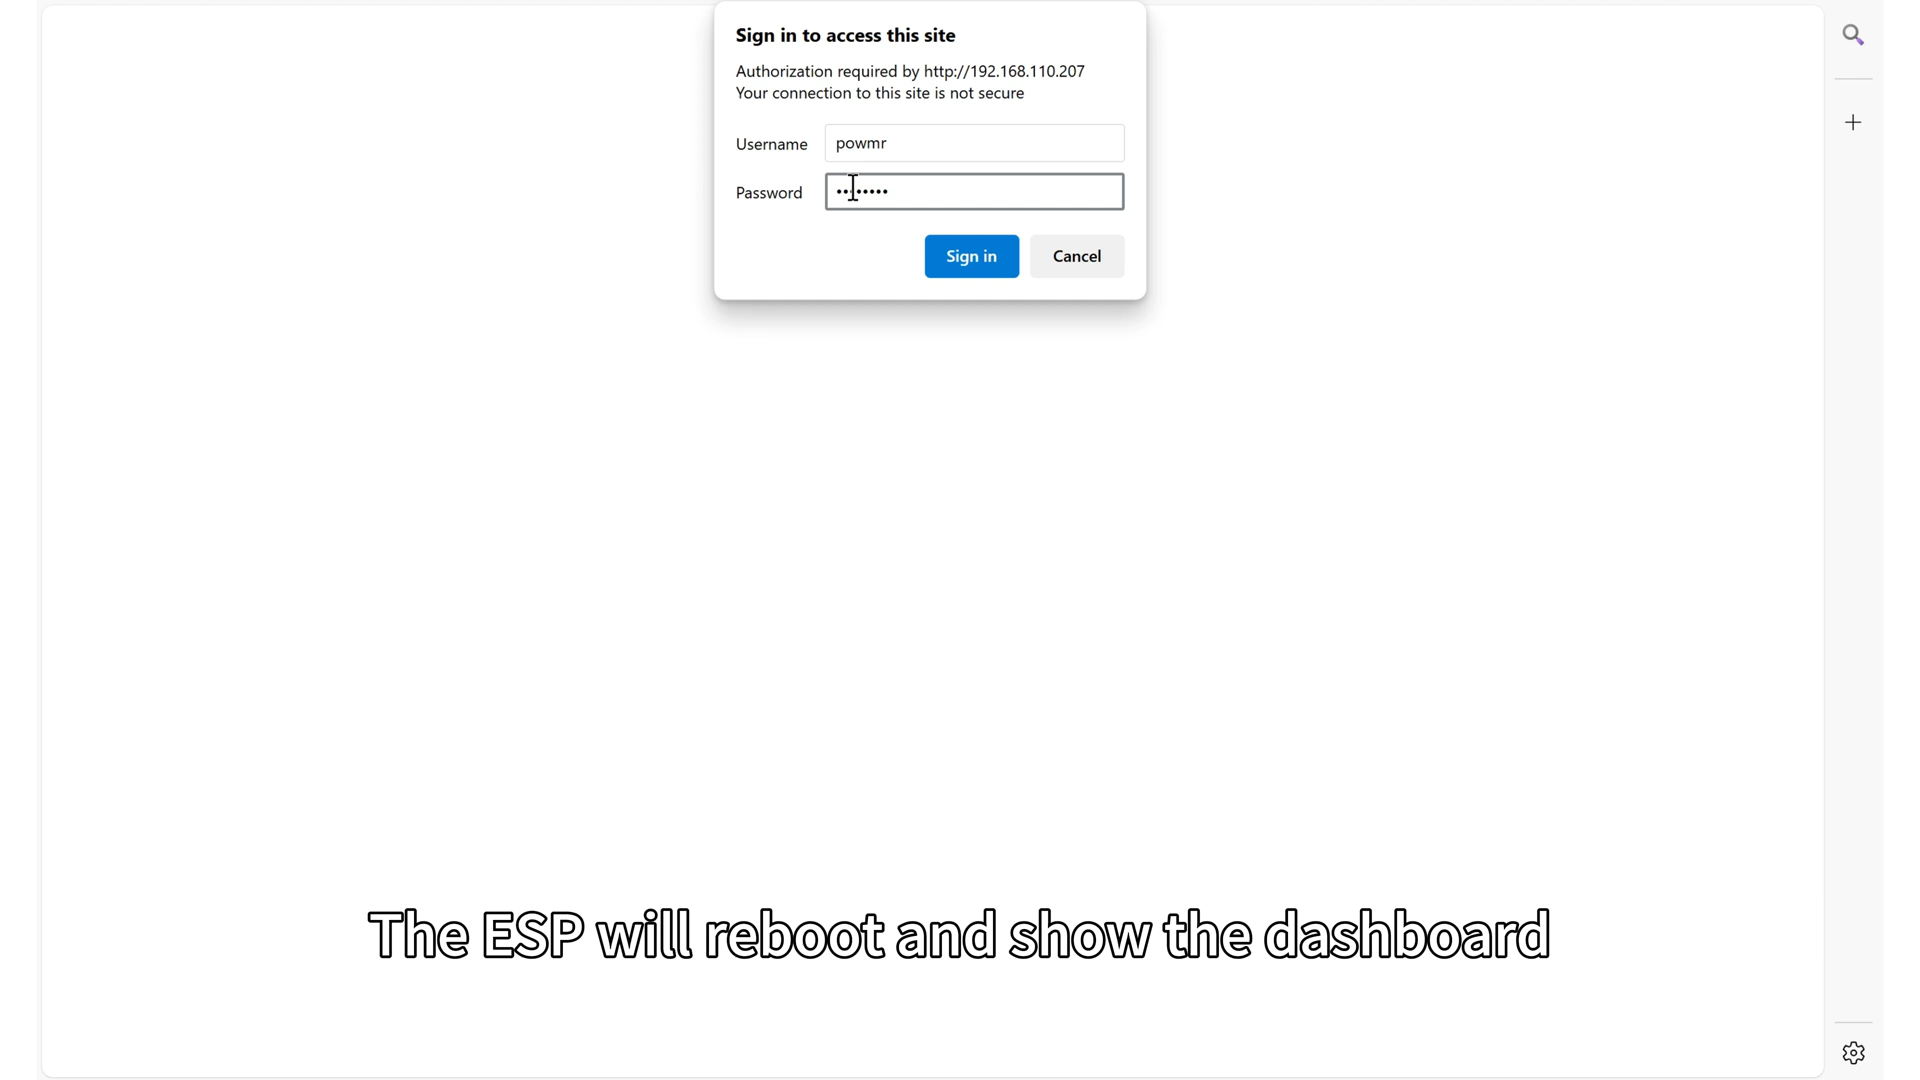 Sign in to access this site
Authorization required by http://192.168.110.207
Your connection to this site is not secure
Username
powmr
Password
••••••••
Sign in
Cancel
The ESP will reboot and show the dashboard